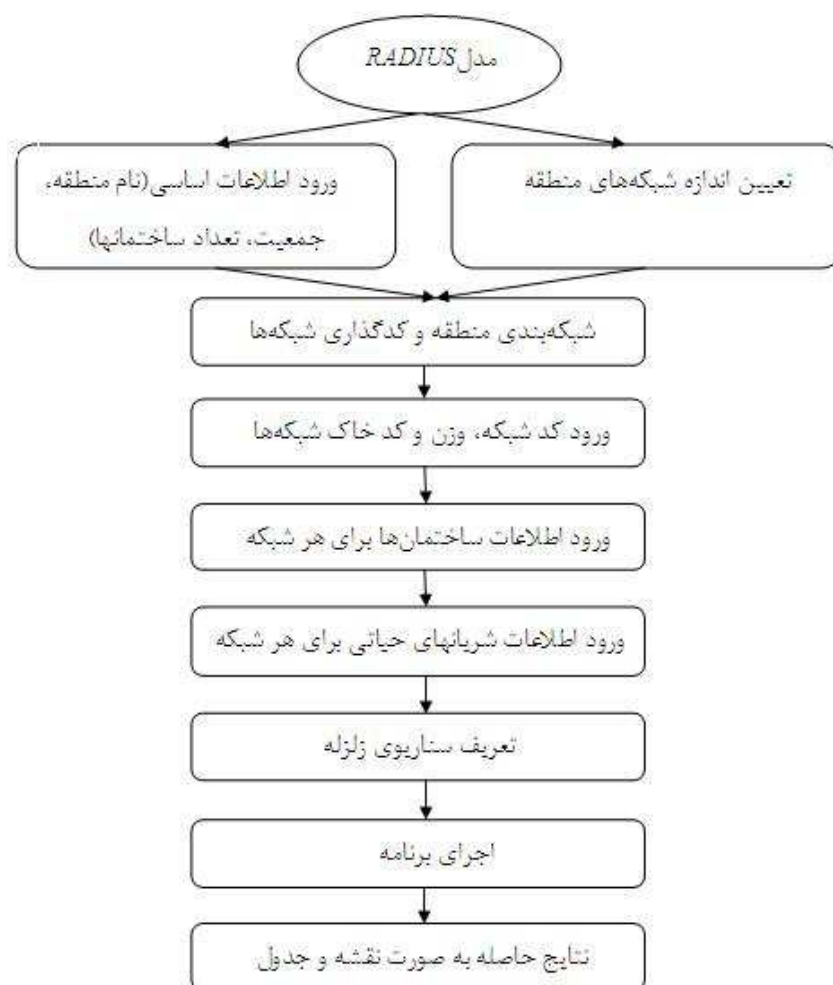 مدل RADIUS
تعیین اندازه شبکه‌های منطقه
ورود اطلاعات اساسی(نام منطقه،
جمعیت، تعداد ساختمانها)
شبکه‌بندی منطقه و کدگذاری شبکه‌ها
ورود کد شبکه، وزن و کد خاک شبکه‌ها
ورود اطلاعات ساختمان‌ها برای هر شبکه
ورود اطلاعات شریانهای حیاتی برای هر شبکه
تعریف سناریوی زلزله
اجرای برنامه
نتایج حاصله به صورت نقشه و جدول